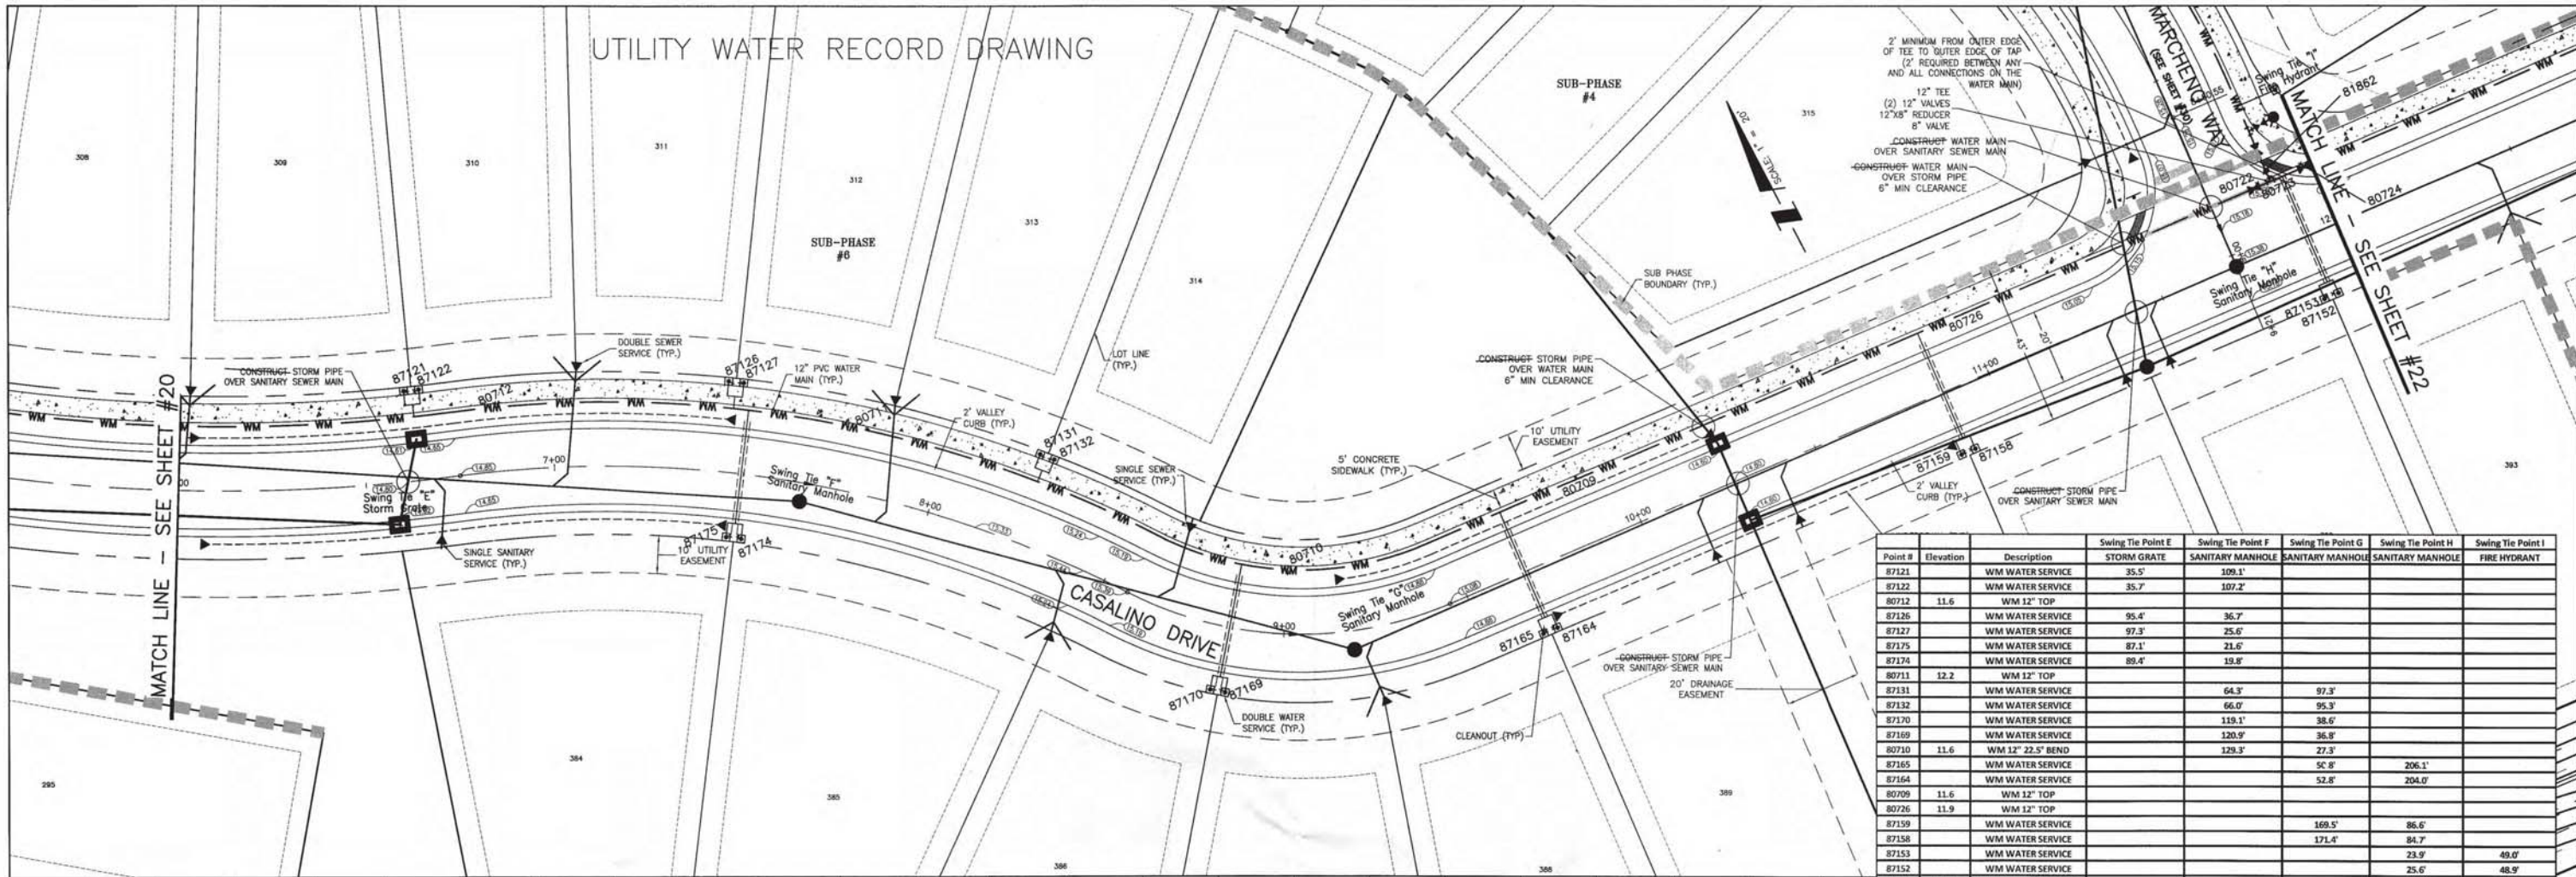 UTILITY WATER RECORD DRAWING
308
309
310
311
312
313
314
315
SUB-PHASE
#6
SUB-PHASE
#4
SCALE: 1" = 20'
2' MINIMUM FROM OUTER EDGE
OF TEE TO OUTER EDGE OF TAP
(2' REQUIRED BETWEEN ANY
AND ALL CONNECTIONS ON THE
WATER MAIN)
12" TEE
(2) 12" VALVES
12"X8" REDUCER
8" VALVE
CONSTRUCT WATER MAIN
OVER SANITARY SEWER MAIN
CONSTRUCT WATER MAIN
OVER STORM PIPE
6" MIN CLEARANCE
MARCHENO WAY
Swing Tie "I"
Hydrant
81862
MATCH LINE - SEE SHEET #22
80722
80723
80724
SUB PHASE
BOUNDARY (TYP.)
Swing Tie "H"
Sanitary Manhole
87153
87152
80726
43'
20'
11+00
MATCH LINE - SEE SHEET #20
CONSTRUCT STORM PIPE
OVER SANITARY SEWER MAIN
87121
87122
80712
DOUBLE SEWER
SERVICE (TYP.)
87126
87127
12" PVC WATER
MAIN (TYP.)
80711
2' VALLEY
CURB (TYP.)
LOT LINE
(TYP.)
87131
87132
SINGLE SEWER
SERVICE (TYP.)
5' CONCRETE
SIDEWALK (TYP.)
10' UTILITY
EASEMENT
CONSTRUCT STORM PIPE
OVER WATER MAIN
6" MIN CLEARANCE
80709
80710
7+00
8+00
9+00
10+00
Swing Tie "E"
Storm Grate
Swing Tie "F"
Sanitary Manhole
Swing Tie "G"
Sanitary Manhole
SINGLE SANITARY
SERVICE (TYP.)
10' UTILITY
EASEMENT
87175
87174
CASALINO DRIVE
87170
87169
DOUBLE WATER
SERVICE (TYP.)
CLEANOUT (TYP)
87165
87164
CONSTRUCT STORM PIPE
OVER SANITARY SEWER MAIN
20' DRAINAGE
EASEMENT
87159
87158
2' VALLEY
CURB (TYP.)
CONSTRUCT STORM PIPE
OVER SANITARY SEWER MAIN
295
384
385
386
388
389
393
Swing Tie Point E Swing Tie Point F Swing Tie Point G Swing Tie Point H Swing Tie Point I
Point # Elevation Description STORM GRATE SANITARY MANHOLE SANITARY MANHOLE SANITARY MANHOLE FIRE HYDRANT
87121 WM WATER SERVICE 35.5' 109.1'
87122 WM WATER SERVICE 35.7' 107.2'
80712 11.6 WM 12" TOP
87126 WM WATER SERVICE 95.4' 36.7'
87127 WM WATER SERVICE 97.3' 25.6'
87175 WM WATER SERVICE 87.1' 21.6'
87174 WM WATER SERVICE 89.4' 19.8'
80711 12.2 WM 12" TOP
87131 WM WATER SERVICE 64.3' 97.3'
87132 WM WATER SERVICE 66.0' 95.3'
87170 WM WATER SERVICE 119.1' 38.6'
87169 WM WATER SERVICE 120.9' 36.8'
80710 11.6 WM 12" 22.5° BEND 129.3' 27.3'
87165 WM WATER SERVICE 206.1'
87164 WM WATER SERVICE 52.8' 204.0'
80709 11.6 WM 12" TOP
80726 11.9 WM 12" TOP
87159 WM WATER SERVICE 169.5' 86.6'
87158 WM WATER SERVICE 171.4' 84.7'
87153 WM WATER SERVICE 23.9' 49.0'
87152 WM WATER SERVICE 25.6' 48.9'